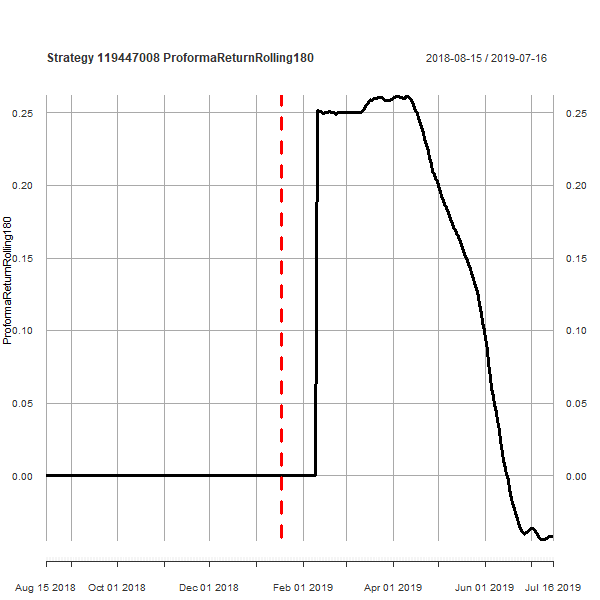 Strategy 119447008 ProformaReturnRolling180
2018-08-15 / 2019-07-16
ProformaReturnRolling180
0.25
0.20
0.15
0.10
0.05
0.00
0.25
0.20
0.15
0.10
0.05
0.00
Aug 15 2018
Oct 01 2018
Dec 01 2018
Feb 01 2019
Apr 01 2019
Jun 01 2019
Jul 16 2019